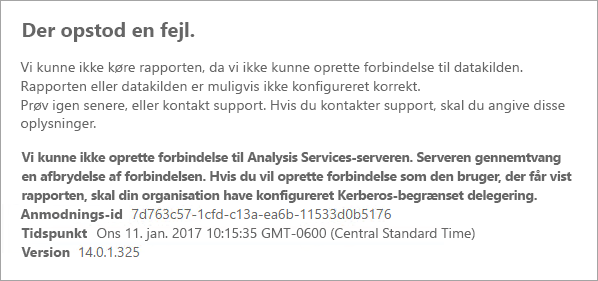 Der opstod en fejl.
Vi kunne ikke køre rapporten, da vi ikke kunne oprette forbindelse til datakilden.
Rapporten eller datakilden er muligvis ikke konfigureret korrekt.
Prøv igen senere, eller kontakt support. Hvis du kontakter support, skal du angive disse
oplysninger.
Vi kunne ikke oprette forbindelse til Analysis Services-serveren. Serveren gennemtvang
en afbrydelse af forbindelsen. Hvis du vil oprette forbindelse som den bruger, der får vist
rapporten, skal din organisation have konfigureret Kerberos-begrænset delegering.
Anmodnings-id 7d763c57-1cfd-c13a-ea6b-11533d0b5176
Tidspunkt Ons 11. jan. 2017 10:15:35 GMT-0600 (Central Standard Time)
Version 14.0.1.325